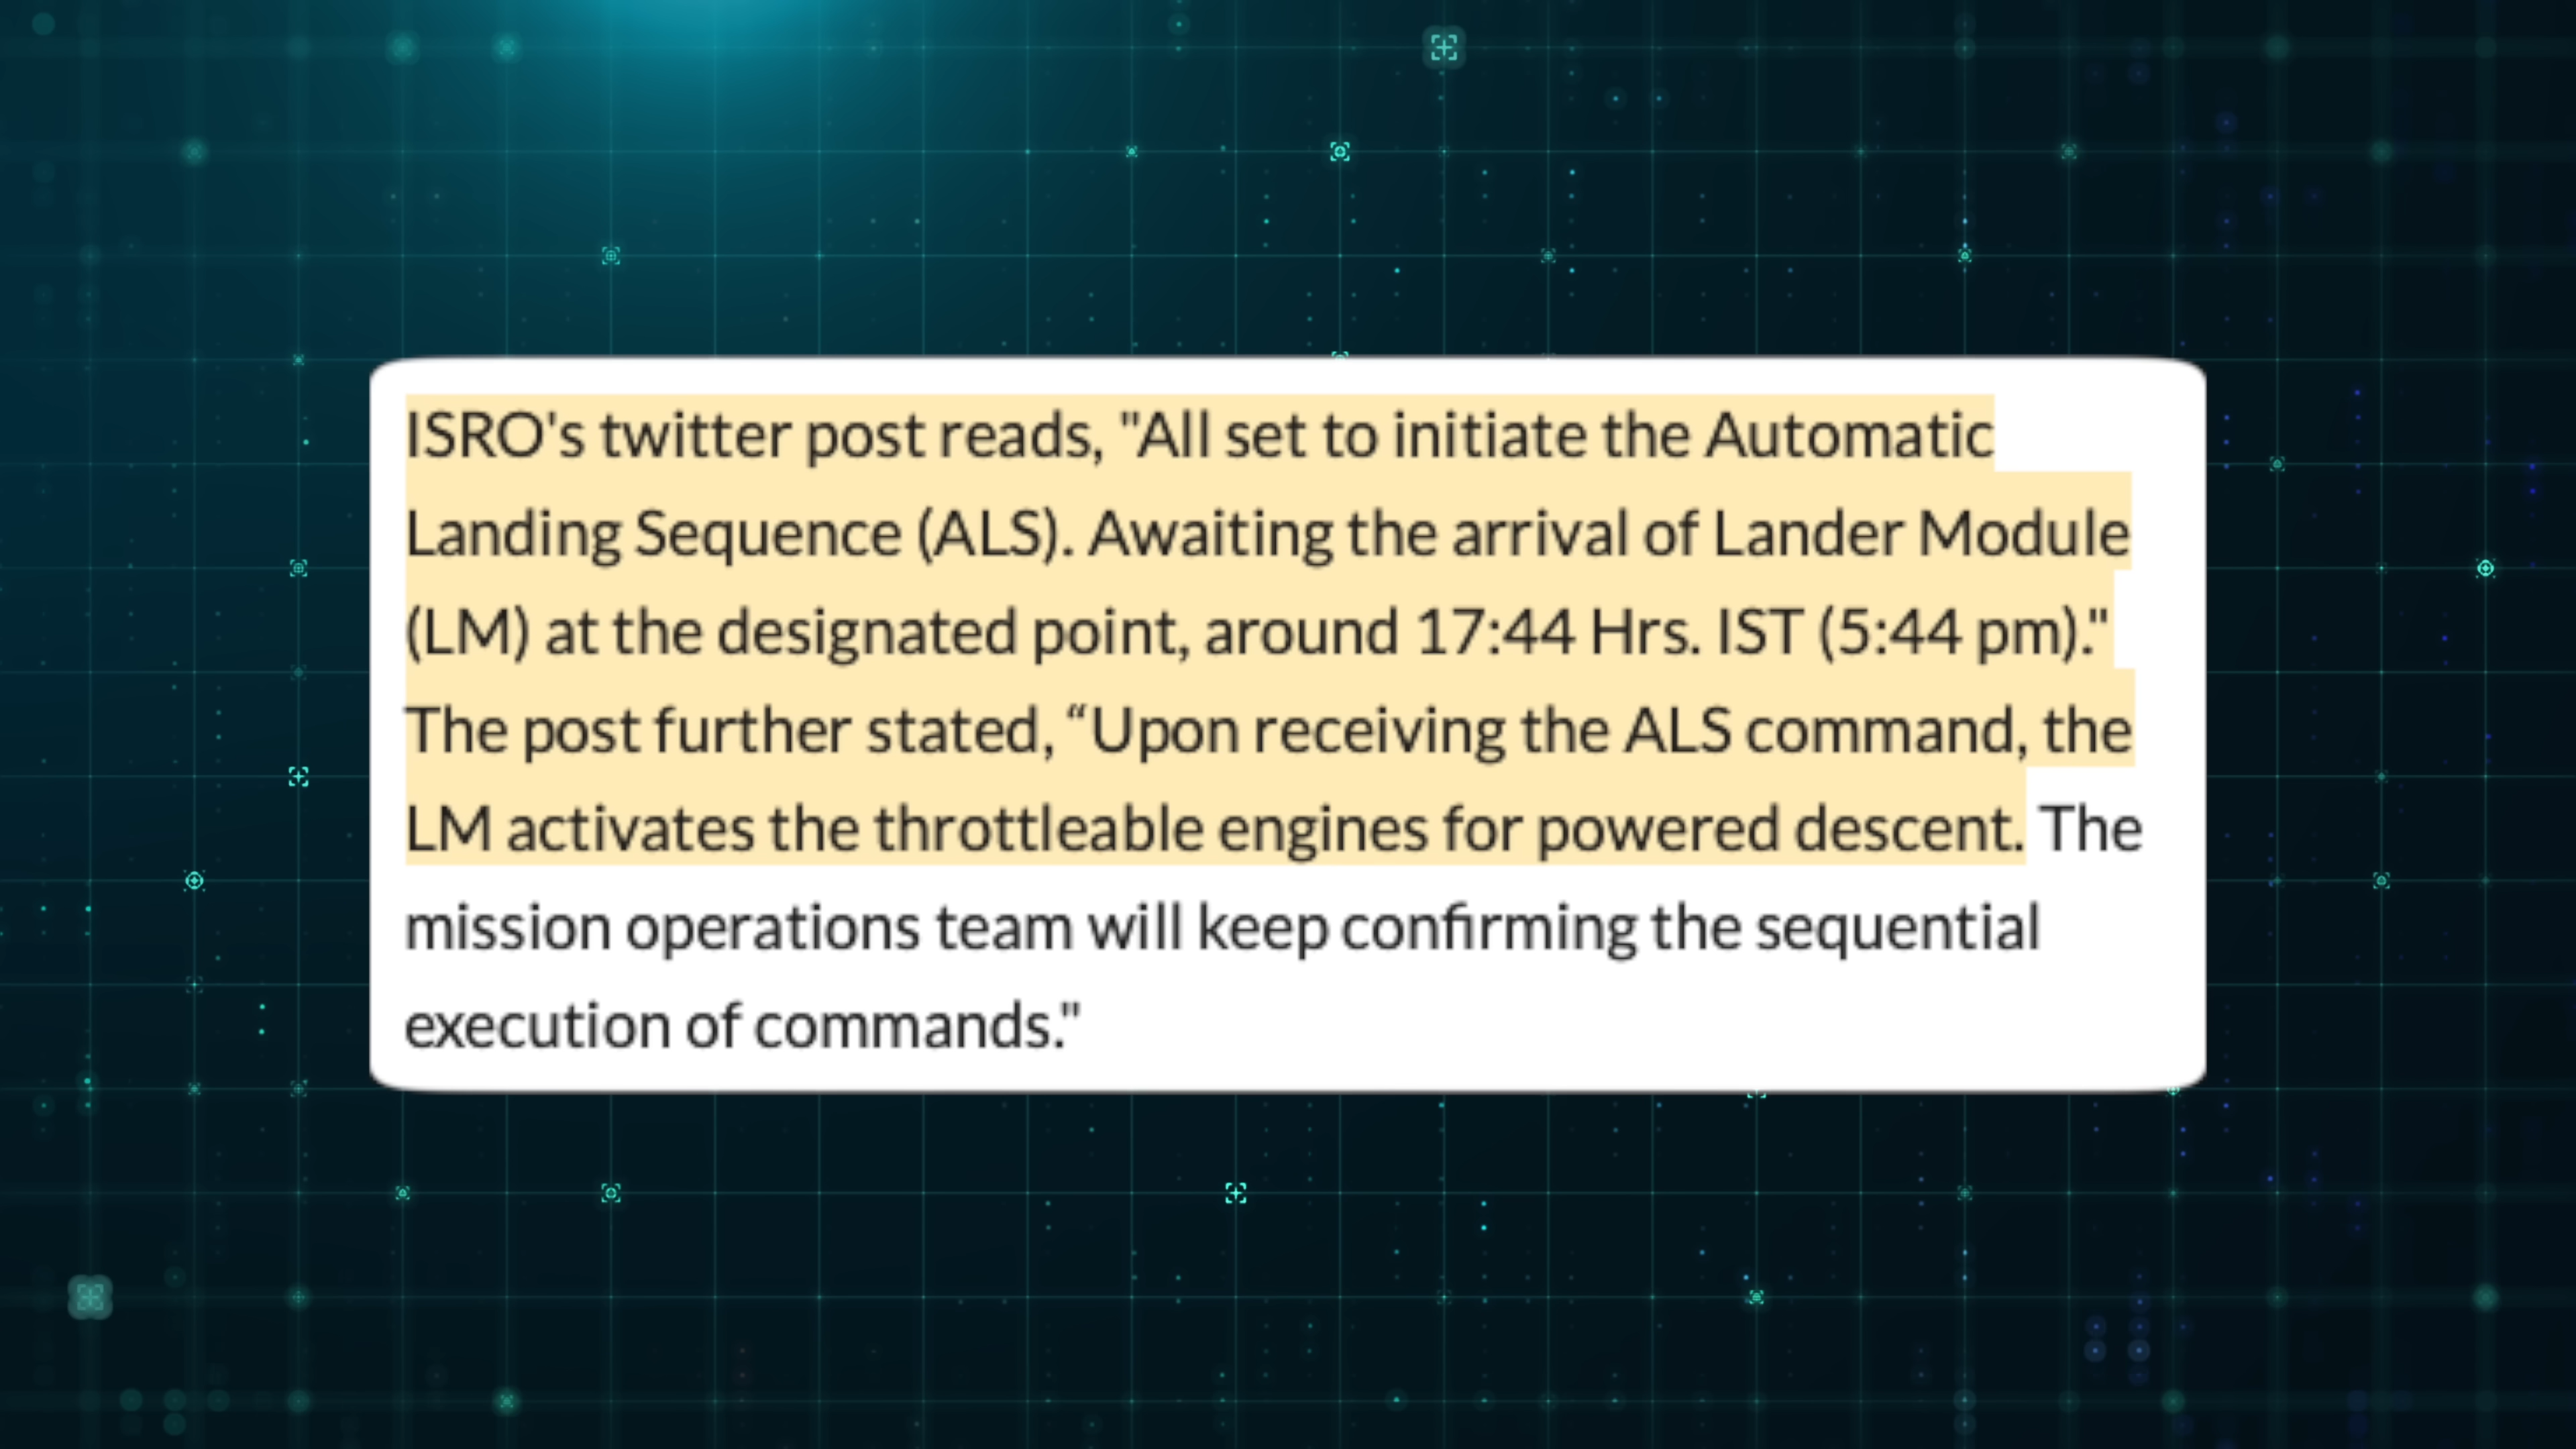 ISRO's twitter post reads, "All set to initiate the Automatic
Landing Sequence (ALS). Awaiting the arrival of Lander Module
(LM) at the designated point, around 17:44 Hrs. IST (5:44 pm)."
The post further stated, “Upon receiving the ALS command, the
LM activates the throttleable engines for powered descent. The
mission operations team will keep confirming the sequential
execution of commands."